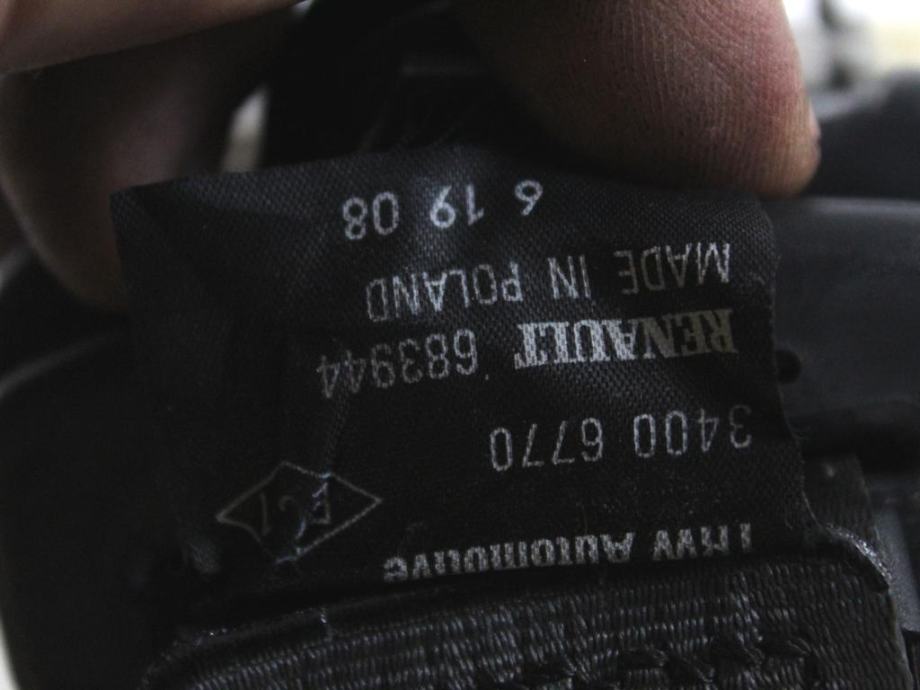 TRW Automotive
3400 6770
RENAULT 683944
MADE IN POLAND
6 19 08